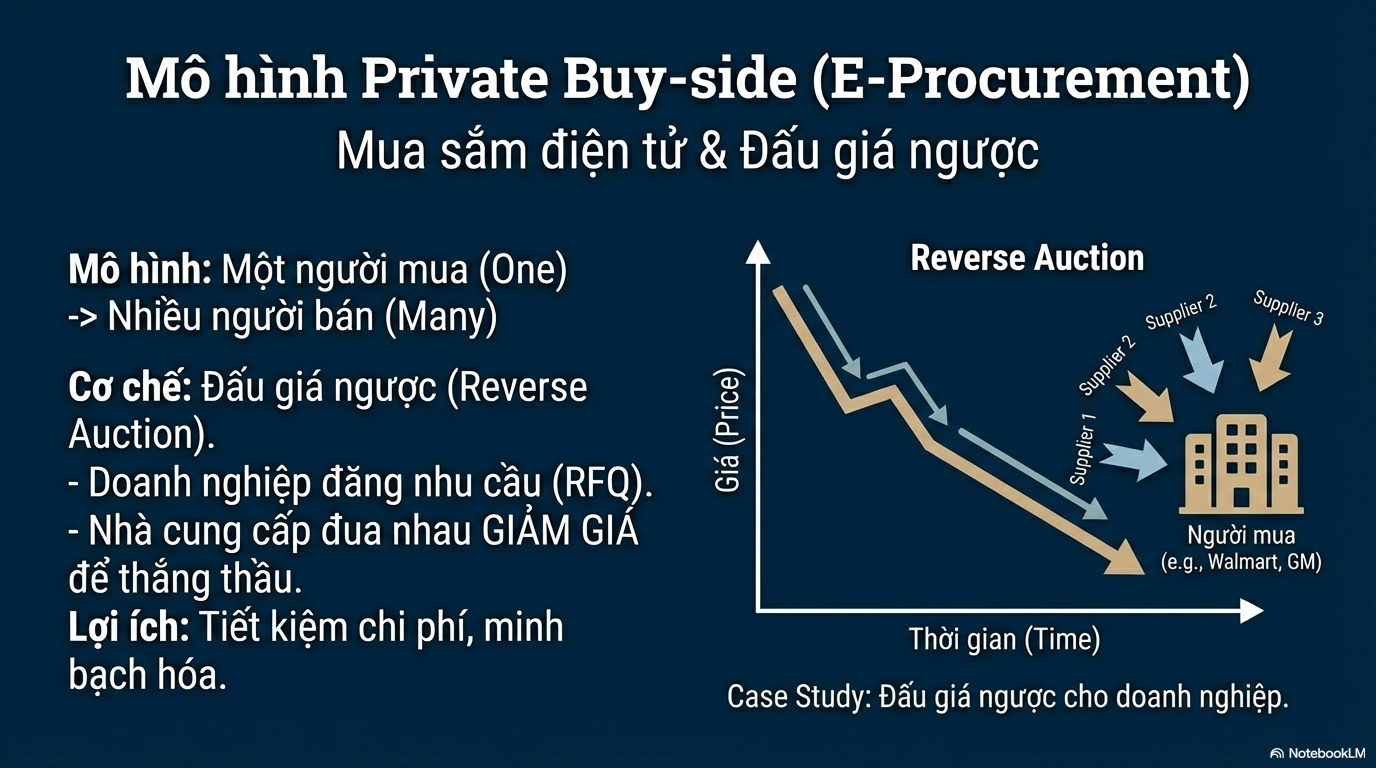 Mô hình Private Buy-side (E-Procurement)
Mua sắm điện tử & Đấu giá ngược
Mô hình: Một người mua (One)
-> Nhiều người bán (Many)
Cơ chế: Đấu giá ngược (Reverse
Auction).
- Doanh nghiệp đăng nhu cầu (RFQ).
- Nhà cung cấp đua nhau GIẢM GIÁ
để thắng thầu.
Lợi ích: Tiết kiệm chi phí, minh
bạch hóa.
Reverse Auction
Giá (Price)
Supplier 1
Supplier 2
Supplier 2
Supplier 3
Người mua
(e.g., Walmart, GM)
Thời gian (Time)
Case Study: Đấu giá ngược cho doanh nghiệp.
NotebookLM